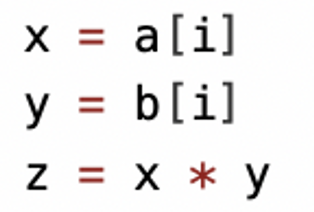 x = a[i]
y = b[i]
z = x * y